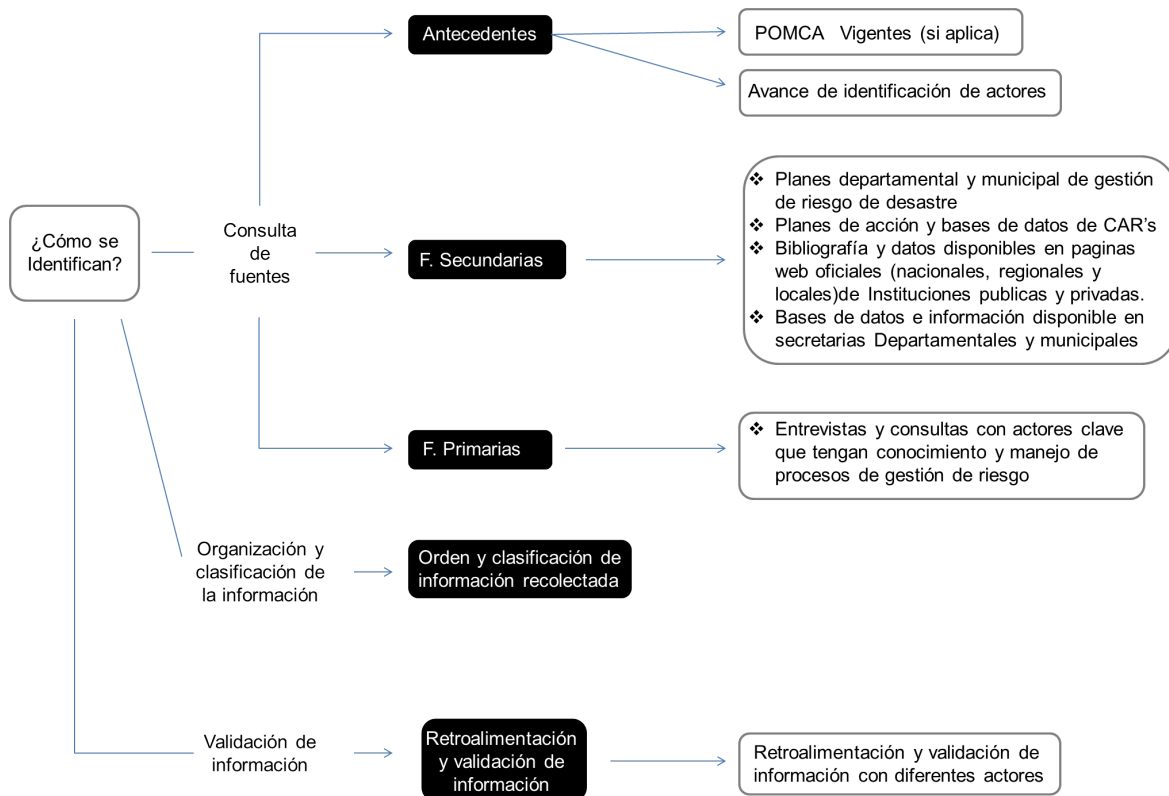 Antecedentes
POMCA Vigentes (si aplica)
Avance de identificación de actores
¿Cómo se
Identifican?
Consulta
de
fuentes
F. Secundarias
❖ Planes departamental y municipal de gestión
de riesgo de desastre
❖ Planes de acción y bases de datos de CAR's
❖ Bibliografía y datos disponibles en paginas
web oficiales (nacionales, regionales y
locales)de Instituciones publicas y privadas.
❖ Bases de datos e información disponible en
secretarias Departamentales y municipales
F. Primarias
❖ Entrevistas y consultas con actores clave
que tengan conocimiento y manejo de
procesos de gestión de riesgo
Organización y
clasificación de
la información
Orden y clasificación de
información recolectada
Validación de
información
Retroalimentación
y validación de
información
Retroalimentación y validación de
información con diferentes actores